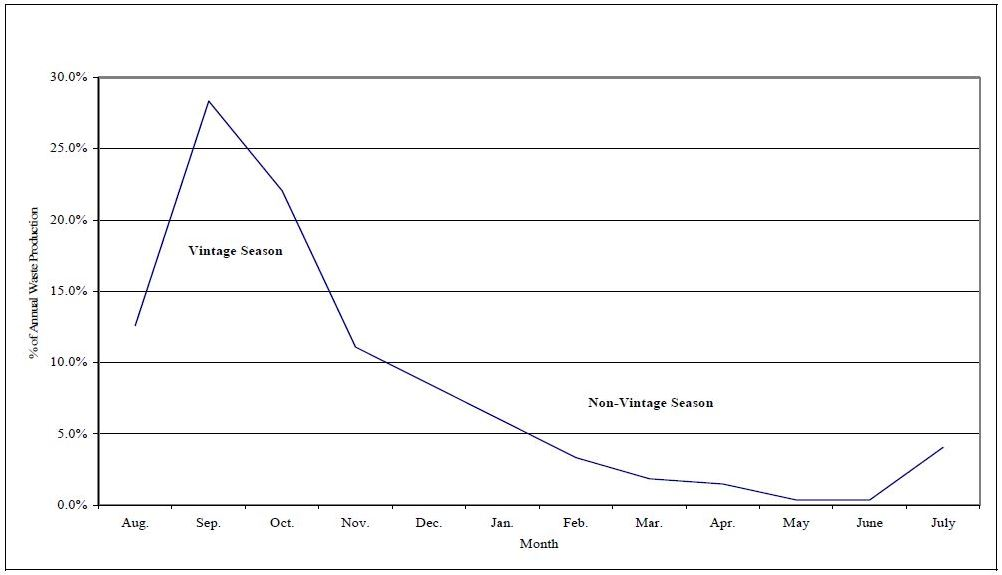 30.0%
25.0%
20.0%
15.0%
10.0%
5.0%
0.0%
% of Annual Waste Production
Vintage Season
Non-Vintage Season
Aug. Sep. Oct. Nov. Dec. Jan. Feb. Mar. Apr. May June July
Month